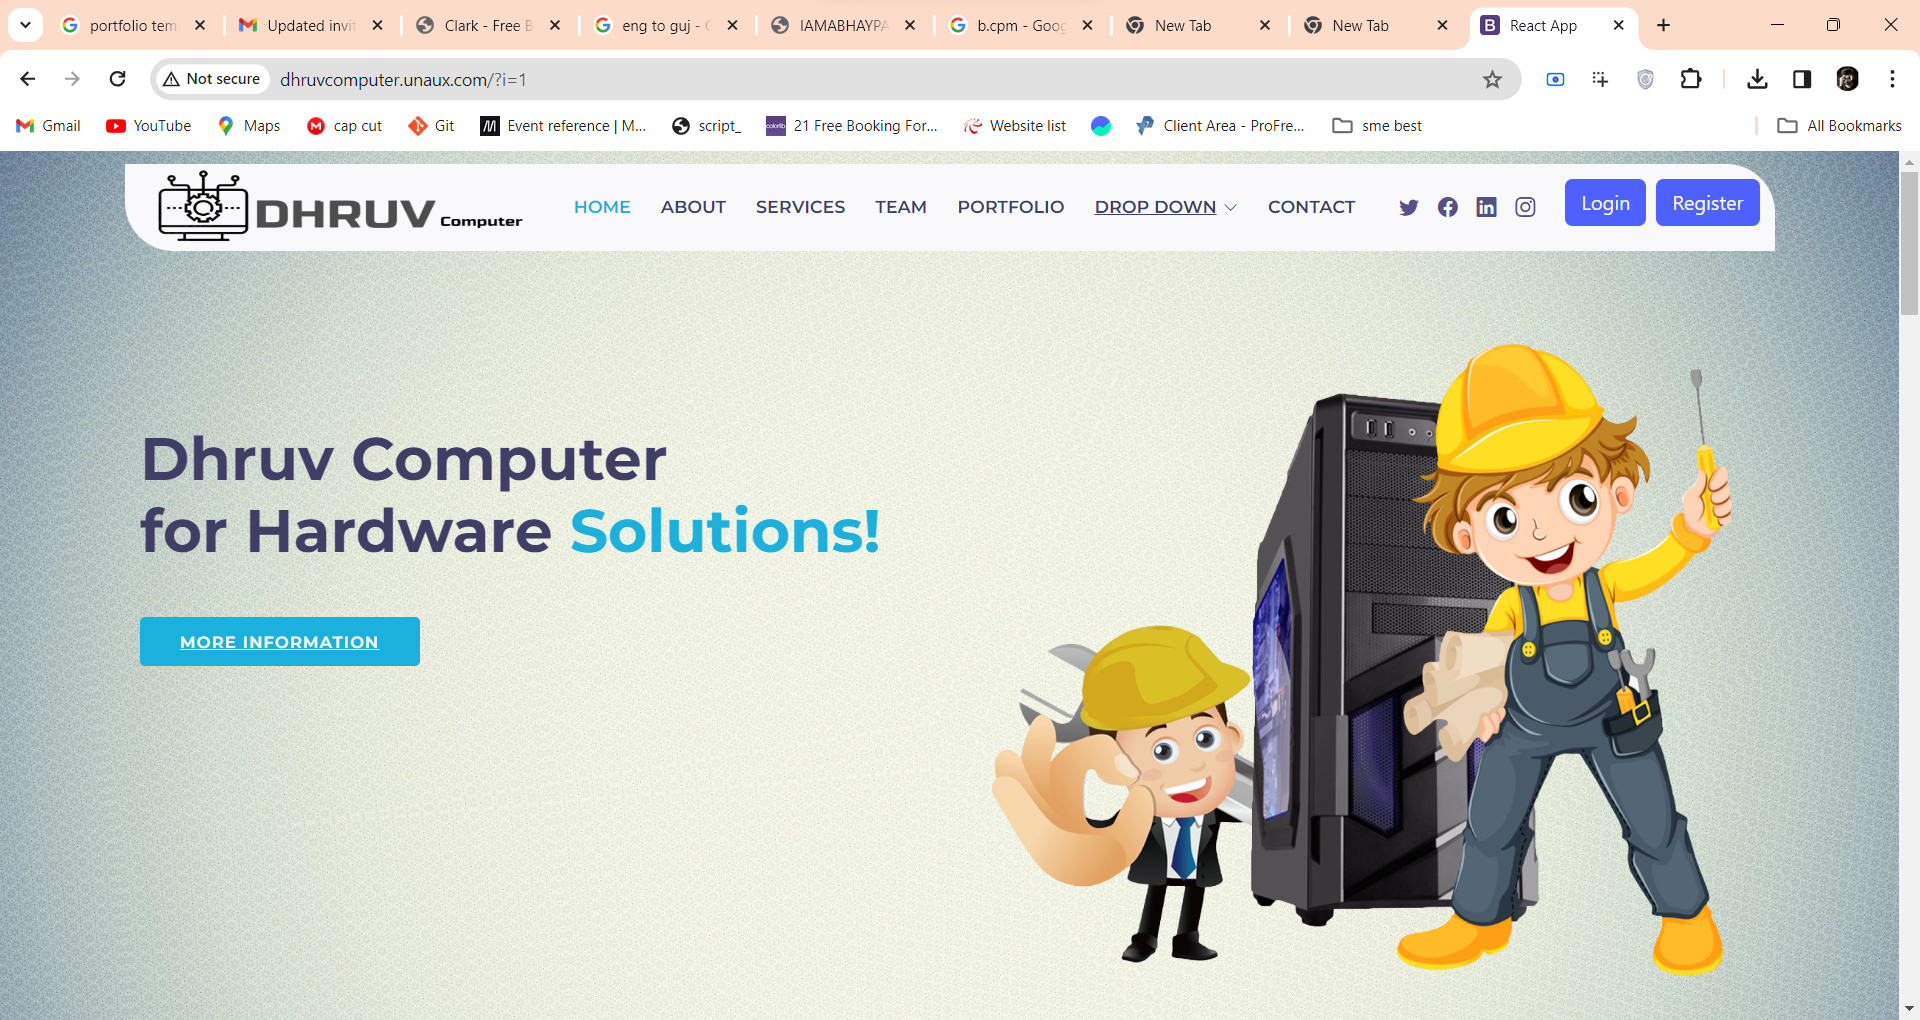 portfolio tem
Updated invi
Clark - Free B
eng to guj - G
IAMABHAYPA
b.cpm - Goog
New Tab
New Tab
React App
Not secure
dhruvcomputer.unaux.com/?i=1
Gmail
YouTube
Maps
cap cut
Git
Event reference | M...
script_
colorlib
21 Free Booking For...
Website list
Client Area - ProFre...
sme best
All Bookmarks
DHRUV Computer
HOME
ABOUT
SERVICES
TEAM
PORTFOLIO
DROP DOWN
CONTACT
Login
Register
Dhruv Computer
for Hardware Solutions!
MORE INFORMATION